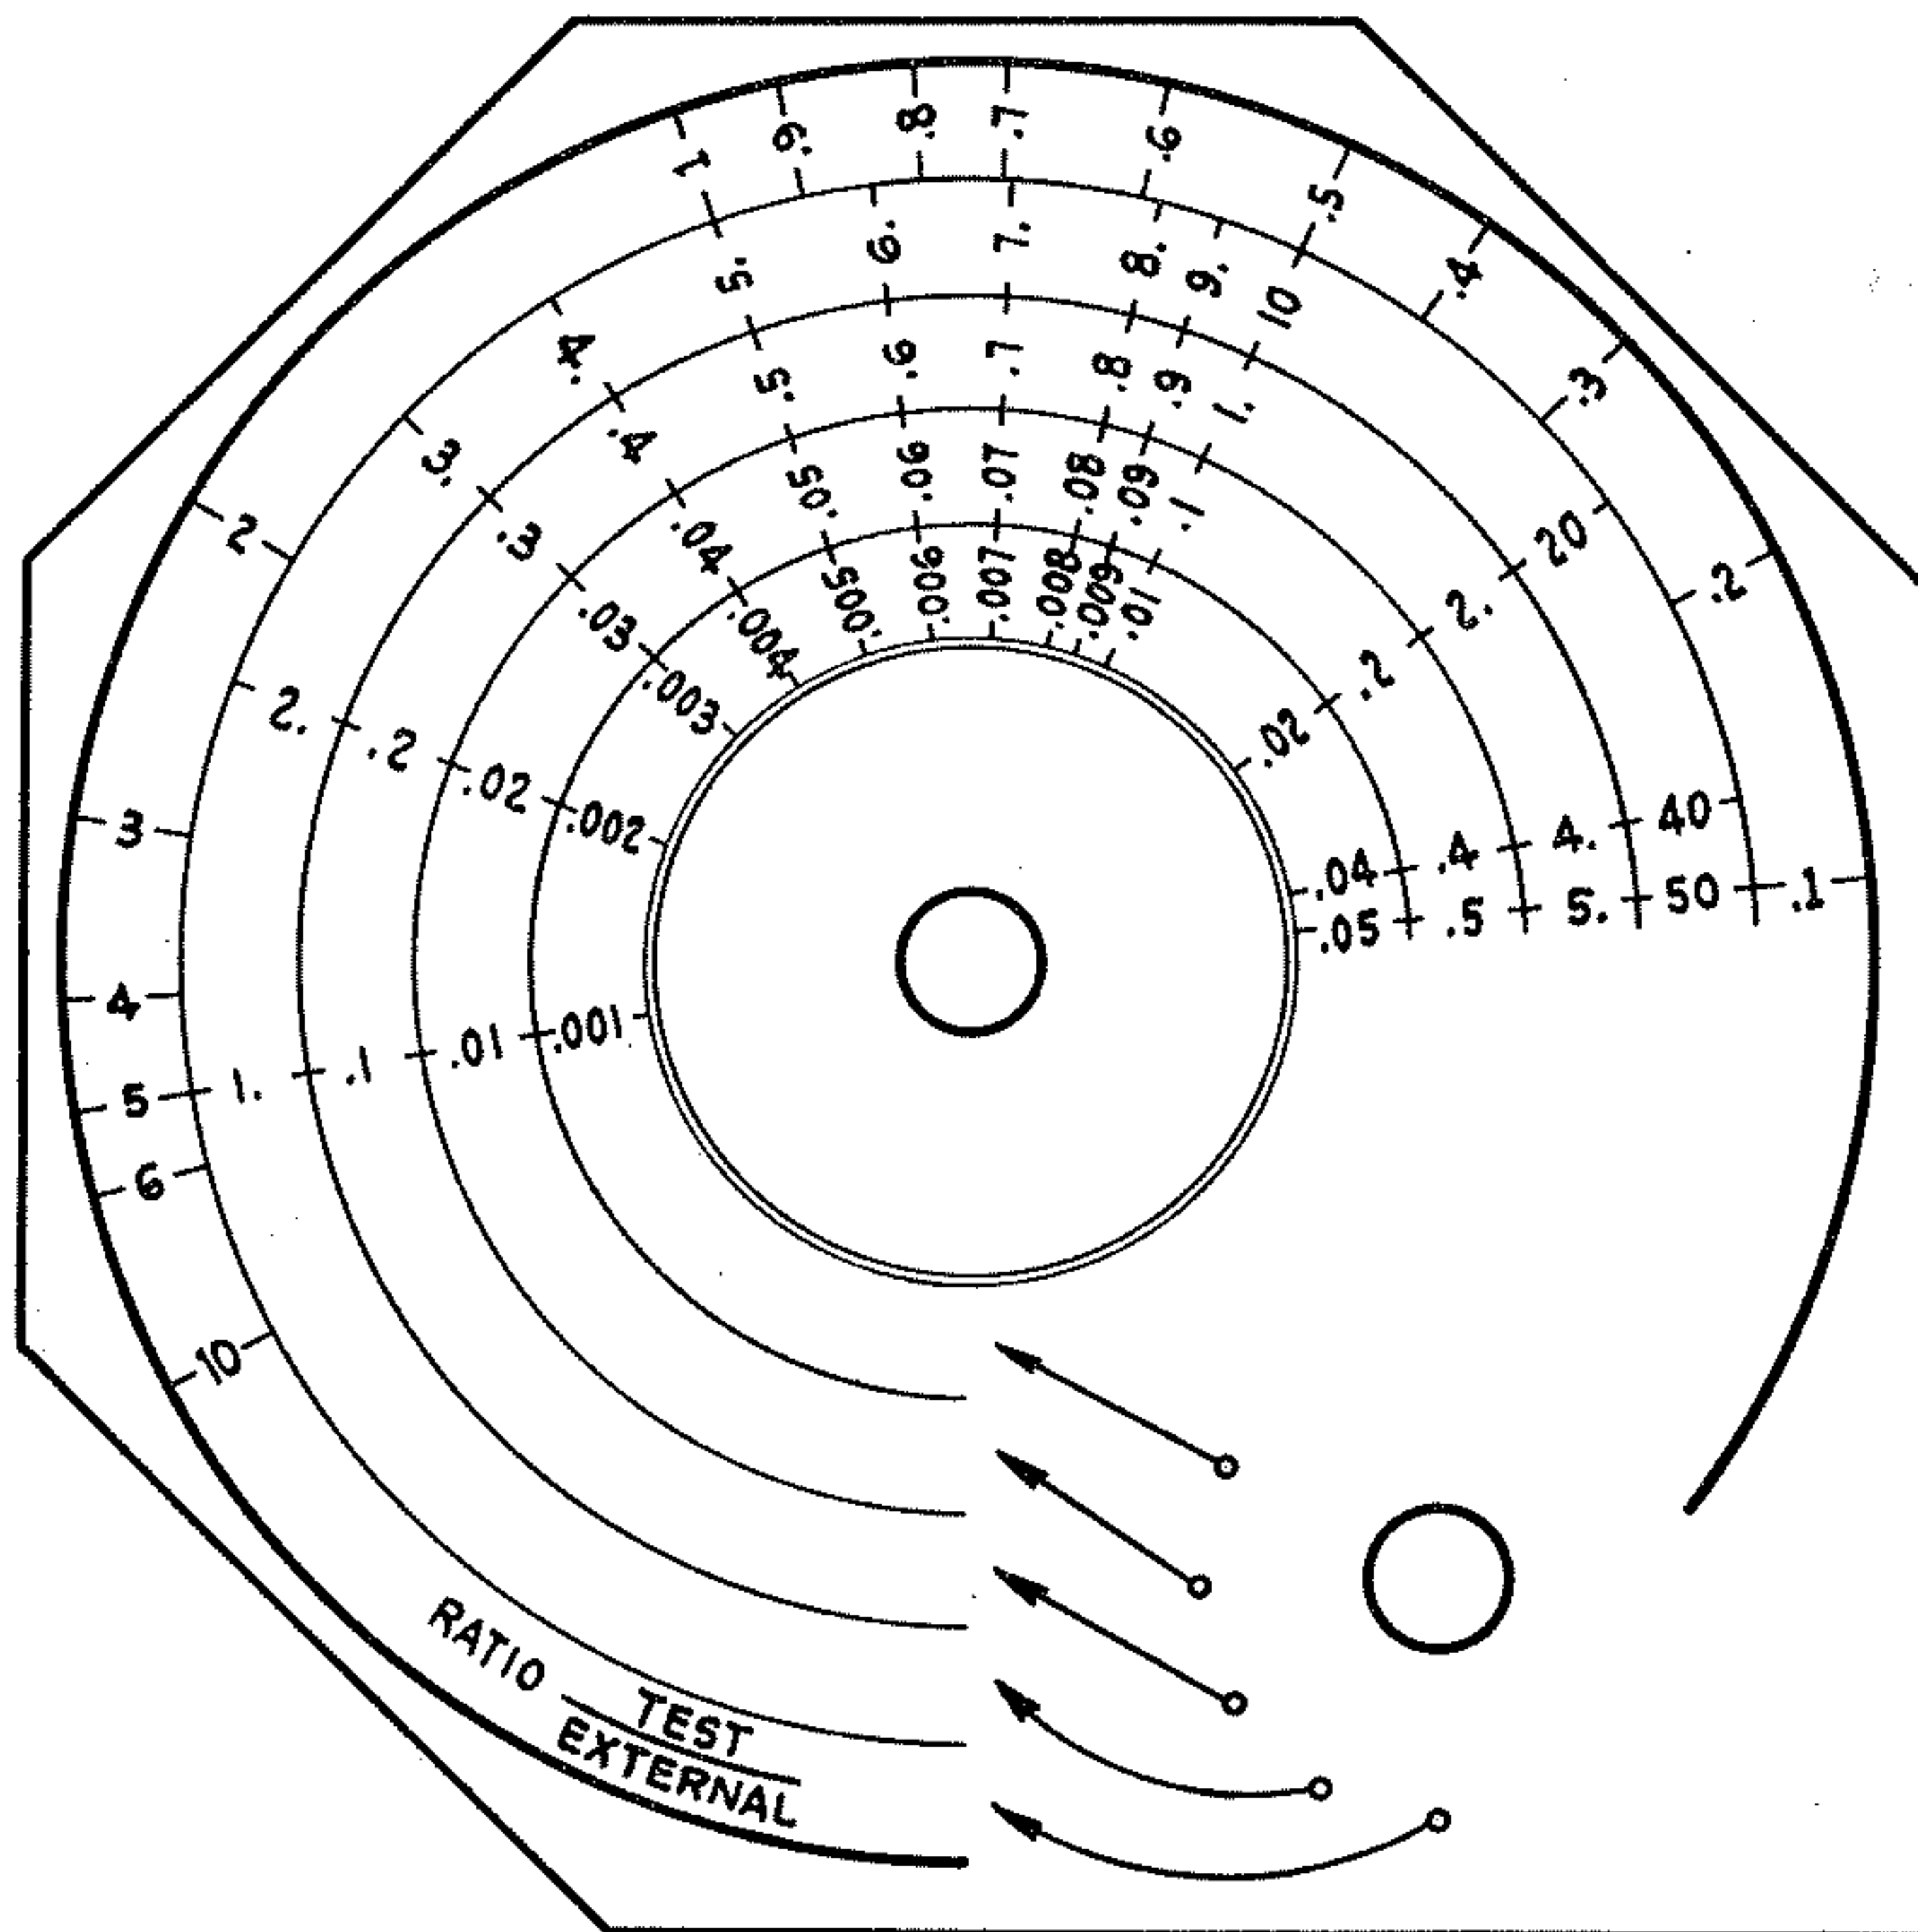 10 6 5 4 3 2 1 .9 .8 .7 .6 .5 .4 .3 .2 .1
1. 2. 3. 4. 5. 6. 7. 8. 9. 10 20 40 50
.1 .2 .3 .4 .5 .6 .7 .8 .9 1. 2. 4. 5.
.01 .02 .03 .04 .05 .06 .07 .08 .09 .1 .2 .4 .5
.001 .002 .003 .004 .005 .006 .007 .008 .009 .01 .02 .04 .05
RATIO TEST
EXTERNAL